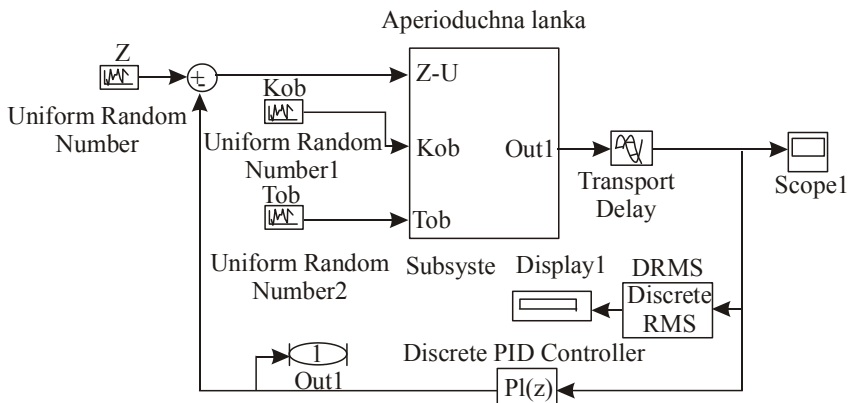 Aperioduchna lanka
Z
Uniform Random
Number
Z-U
Kob
Uniform Random
Number1
Kob
Out1
Transport
Delay
Scope1
Tob
Tob
Uniform Random
Number2
Subsyste
Display1
DRMS
Discrete
RMS
1
Out1
Discrete PID Controller
Pl(z)